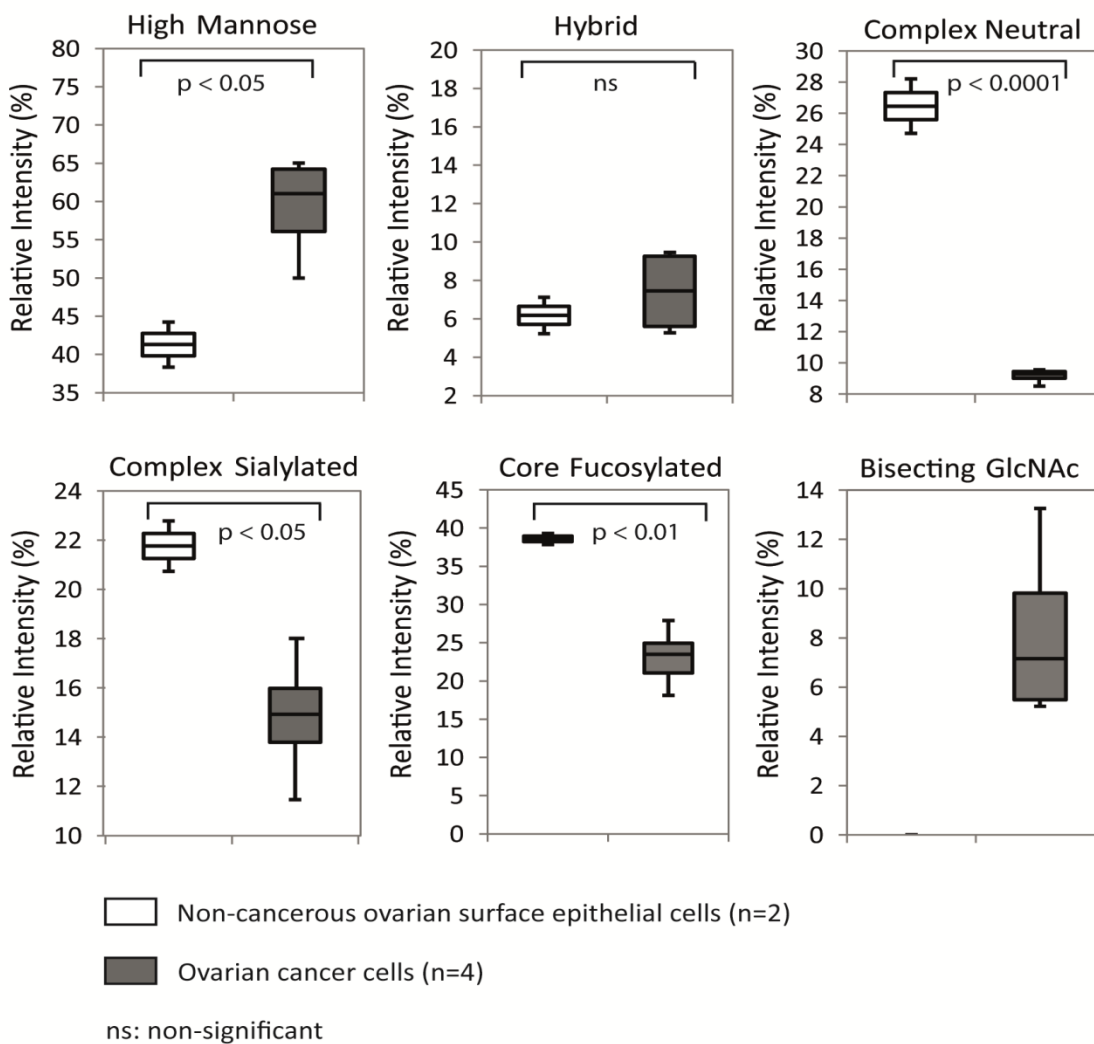 High Mannose
Relative Intensity (%)
80
75
70
65
60
55
50
45
40
35
p < 0.05
Hybrid
Relative Intensity (%)
20
18
16
14
12
10
8
6
4
2
ns
Complex Neutral
Relative Intensity (%)
30
28
26
24
22
20
18
16
14
12
10
8
p < 0.0001
Complex Sialylated
Relative Intensity (%)
24
22
20
18
16
14
12
10
p < 0.05
Core Fucosylated
Relative Intensity (%)
45
40
35
30
25
20
15
10
5
0
p < 0.01
Bisecting GlcNAc
Relative Intensity (%)
14
12
10
8
6
4
2
0
Non-cancerous ovarian surface epithelial cells (n=2)
Ovarian cancer cells (n=4)
ns: non-significant